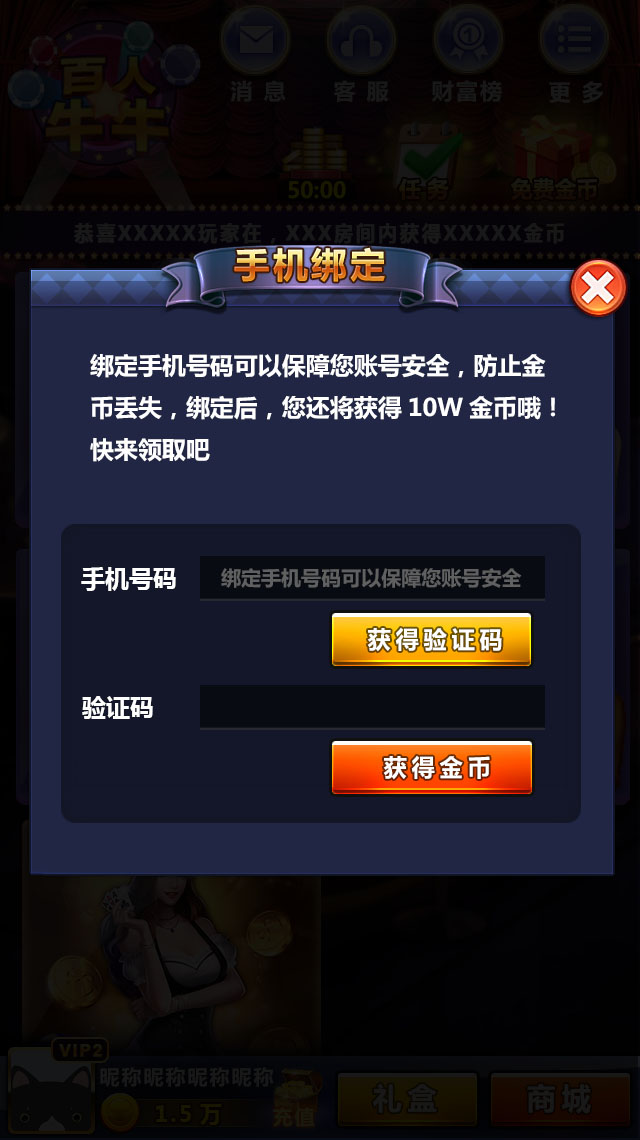 百人
牛牛
消息
客服
财富榜
更多
50:00
任务
免费金币
恭喜XXXXX玩家在，XXX房间内获得XXXXX金币
手机绑定
绑定手机号码可以保障您账号安全，防止金
币丢失，绑定后，您还将获得 10W 金币哦！
快来领取吧
手机号码
绑定手机号码可以保障您账号安全
获得验证码
验证码
获得金币
VIP2
昵称昵称昵称昵称
1.5 万
充值
礼盒
商城